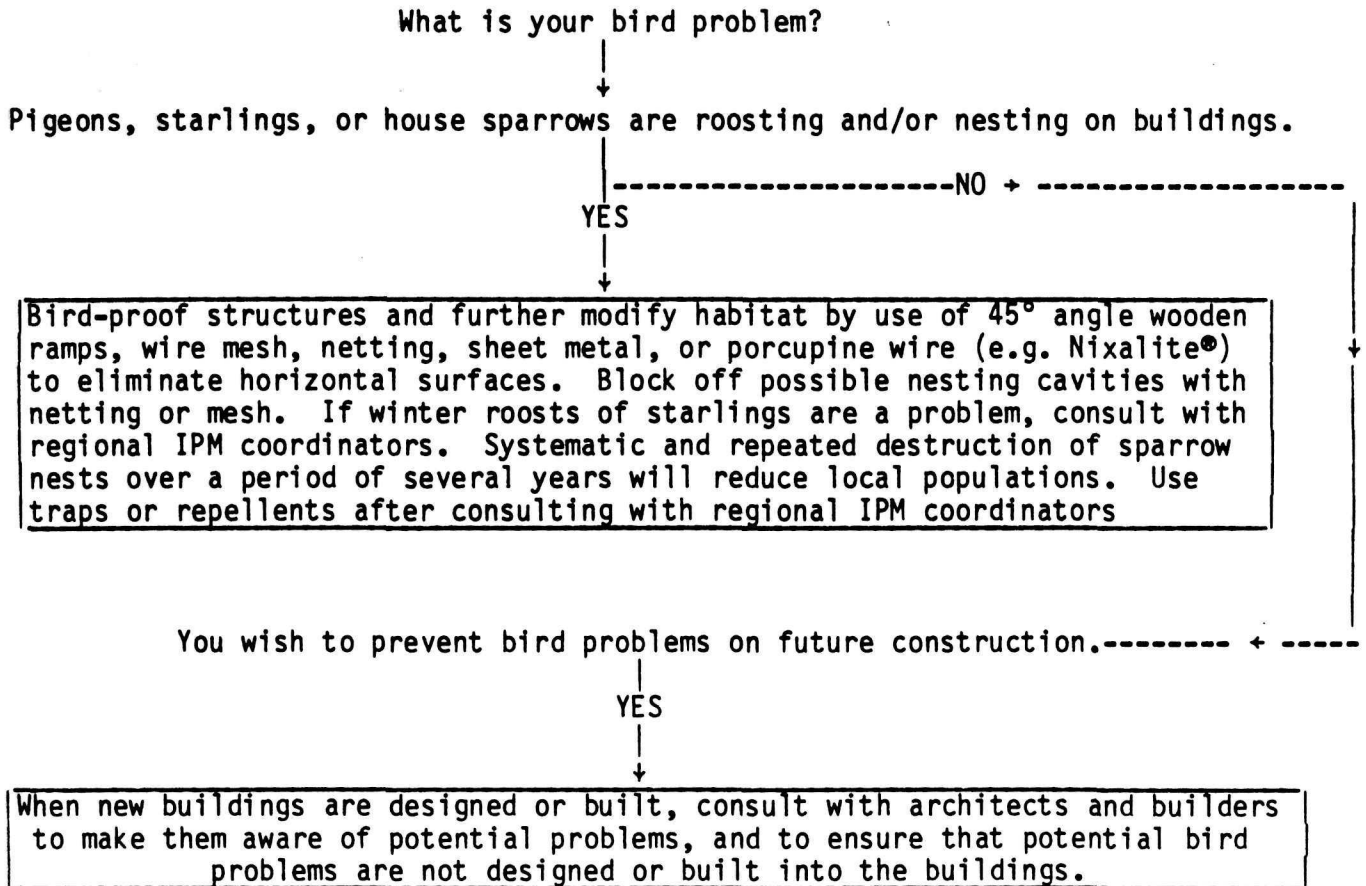 What is your bird problem?
Pigeons, starlings, or house sparrows are roosting and/or nesting on buildings.
NO
YES
Bird-proof structures and further modify habitat by use of 45° angle wooden
ramps, wire mesh, netting, sheet metal, or porcupine wire (e.g. Nixalite®)
to eliminate horizontal surfaces. Block off possible nesting cavities with
netting or mesh. If winter roosts of starlings are a problem, consult with
regional IPM coordinators. Systematic and repeated destruction of sparrow
nests over a period of several years will reduce local populations. Use
traps or repellents after consulting with regional IPM coordinators
You wish to prevent bird problems on future construction.
YES
When new buildings are designed or built, consult with architects and builders
to make them aware of potential problems, and to ensure that potential bird
problems are not designed or built into the buildings.